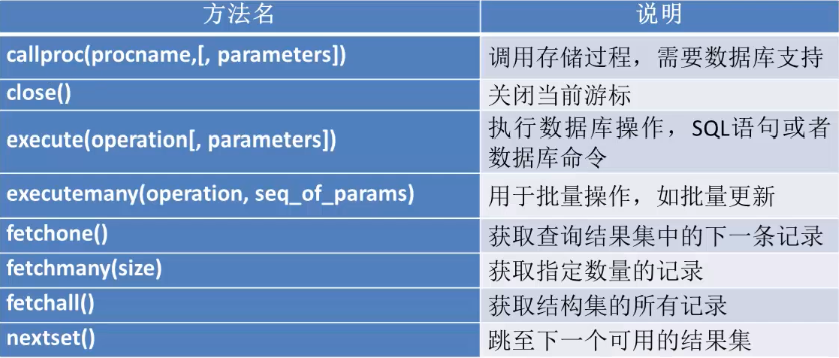 方法名 说明
callproc(procname,[, parameters]) 调用存储过程，需要数据库支持
close() 关闭当前游标
execute(operation[, parameters]) 执行数据库操作，SQL语句或者
数据库命令
executemany(operation, seq_of_params) 用于批量操作，如批量更新
fetchone() 获取查询结果集中的下一条记录
fetchmany(size) 获取指定数量的记录
fetchall() 获取结构集的所有记录
nextset() 跳至下一个可用的结果集